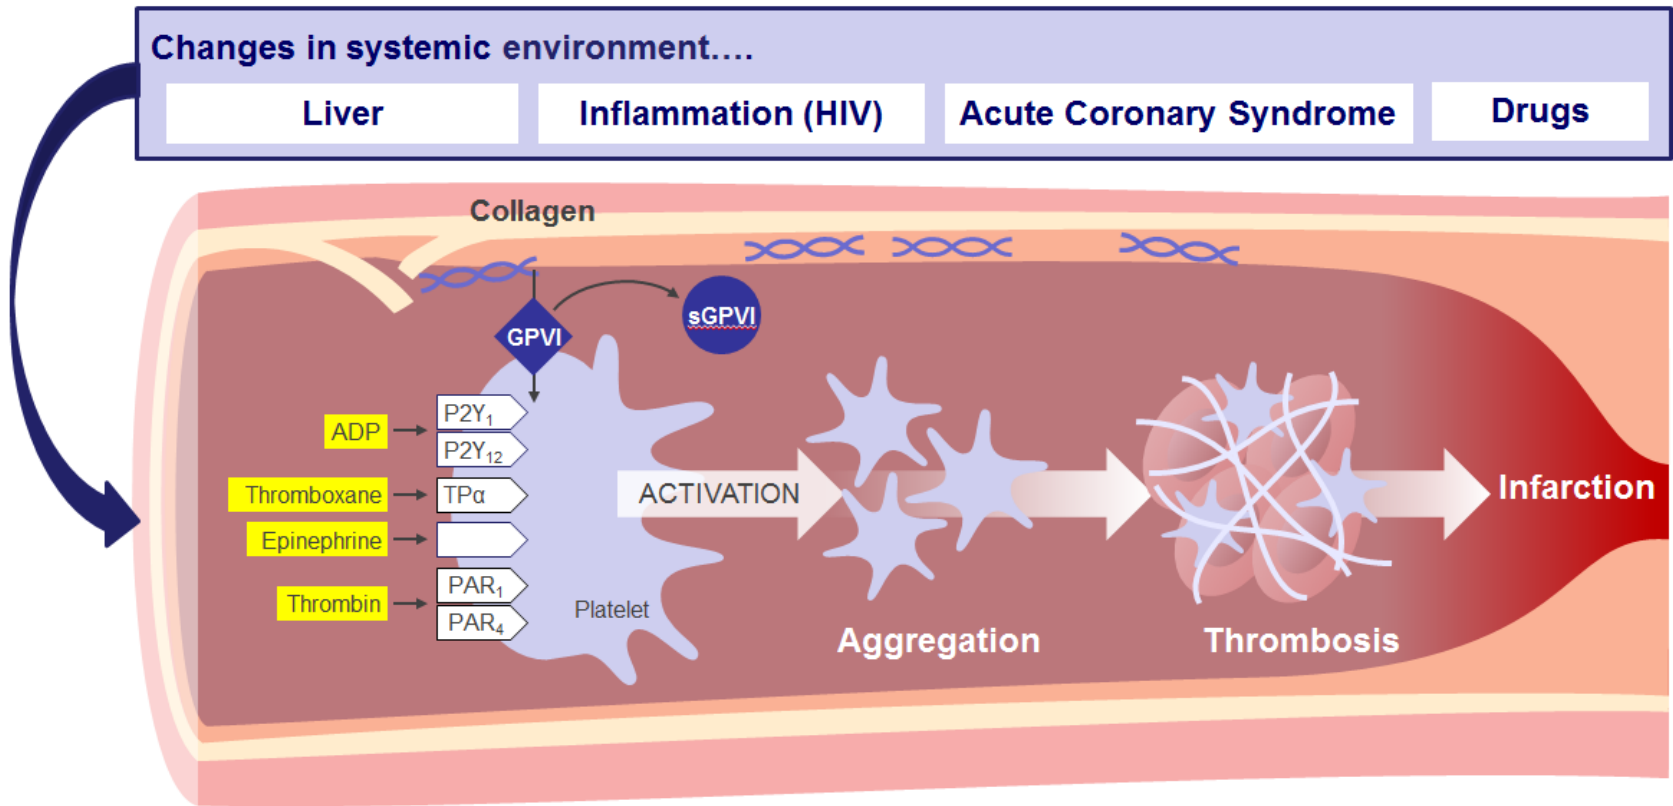 Changes in systemic environment....
Liver
Inflammation (HIV)
Acute Coronary Syndrome
Drugs
Collagen
GPVI
sGPVI
ADP
P2Y₁
P2Y₁₂
Thromboxane
TPα
Epinephrine
Thrombin
PAR₁
PAR₄
Platelet
ACTIVATION
Aggregation
Thrombosis
Infarction